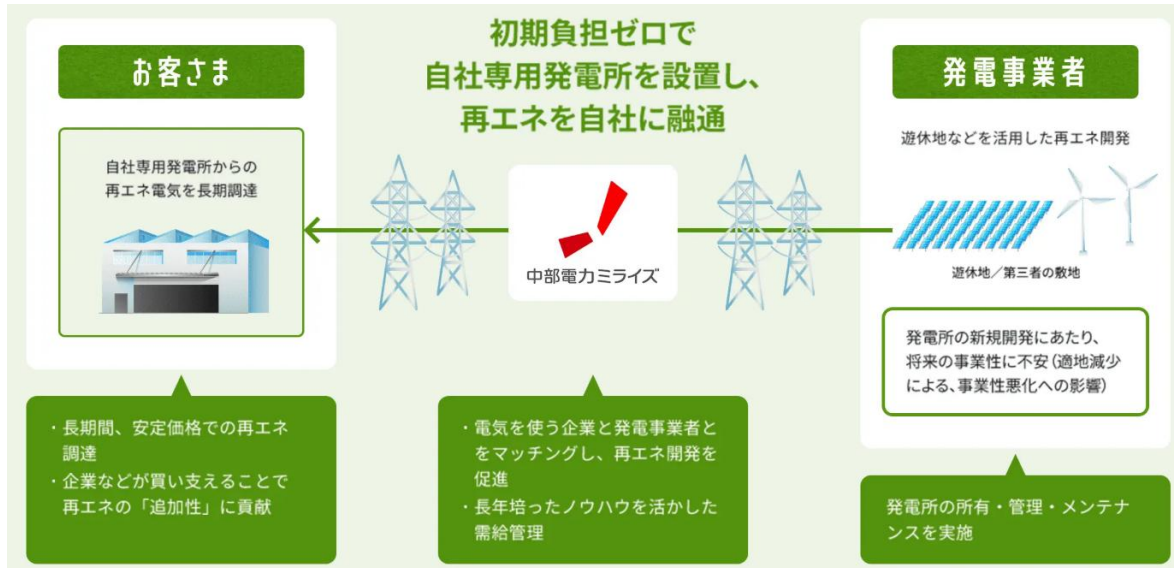 お客さま
自社専用発電所からの
再エネ電気を長期調達
・長期間、安定価格での再エネ
調達
・企業などが買い支えることで
再エネの「追加性」に貢献
初期負担ゼロで
自社専用発電所を設置し、
再エネを自社に融通
中部電力ミライズ
・電気を使う企業と発電事業者と
をマッチングし、再エネ開発を
促進
・長年培ったノウハウを活かした
需給管理
発電事業者
遊休地などを活用した再エネ開発
遊休地／第三者の敷地
発電所の新規開発にあたり、
将来の事業性に不安（適地減少
による、事業性悪化への影響）
発電所の所有・管理・メンテナ
ンスを実施